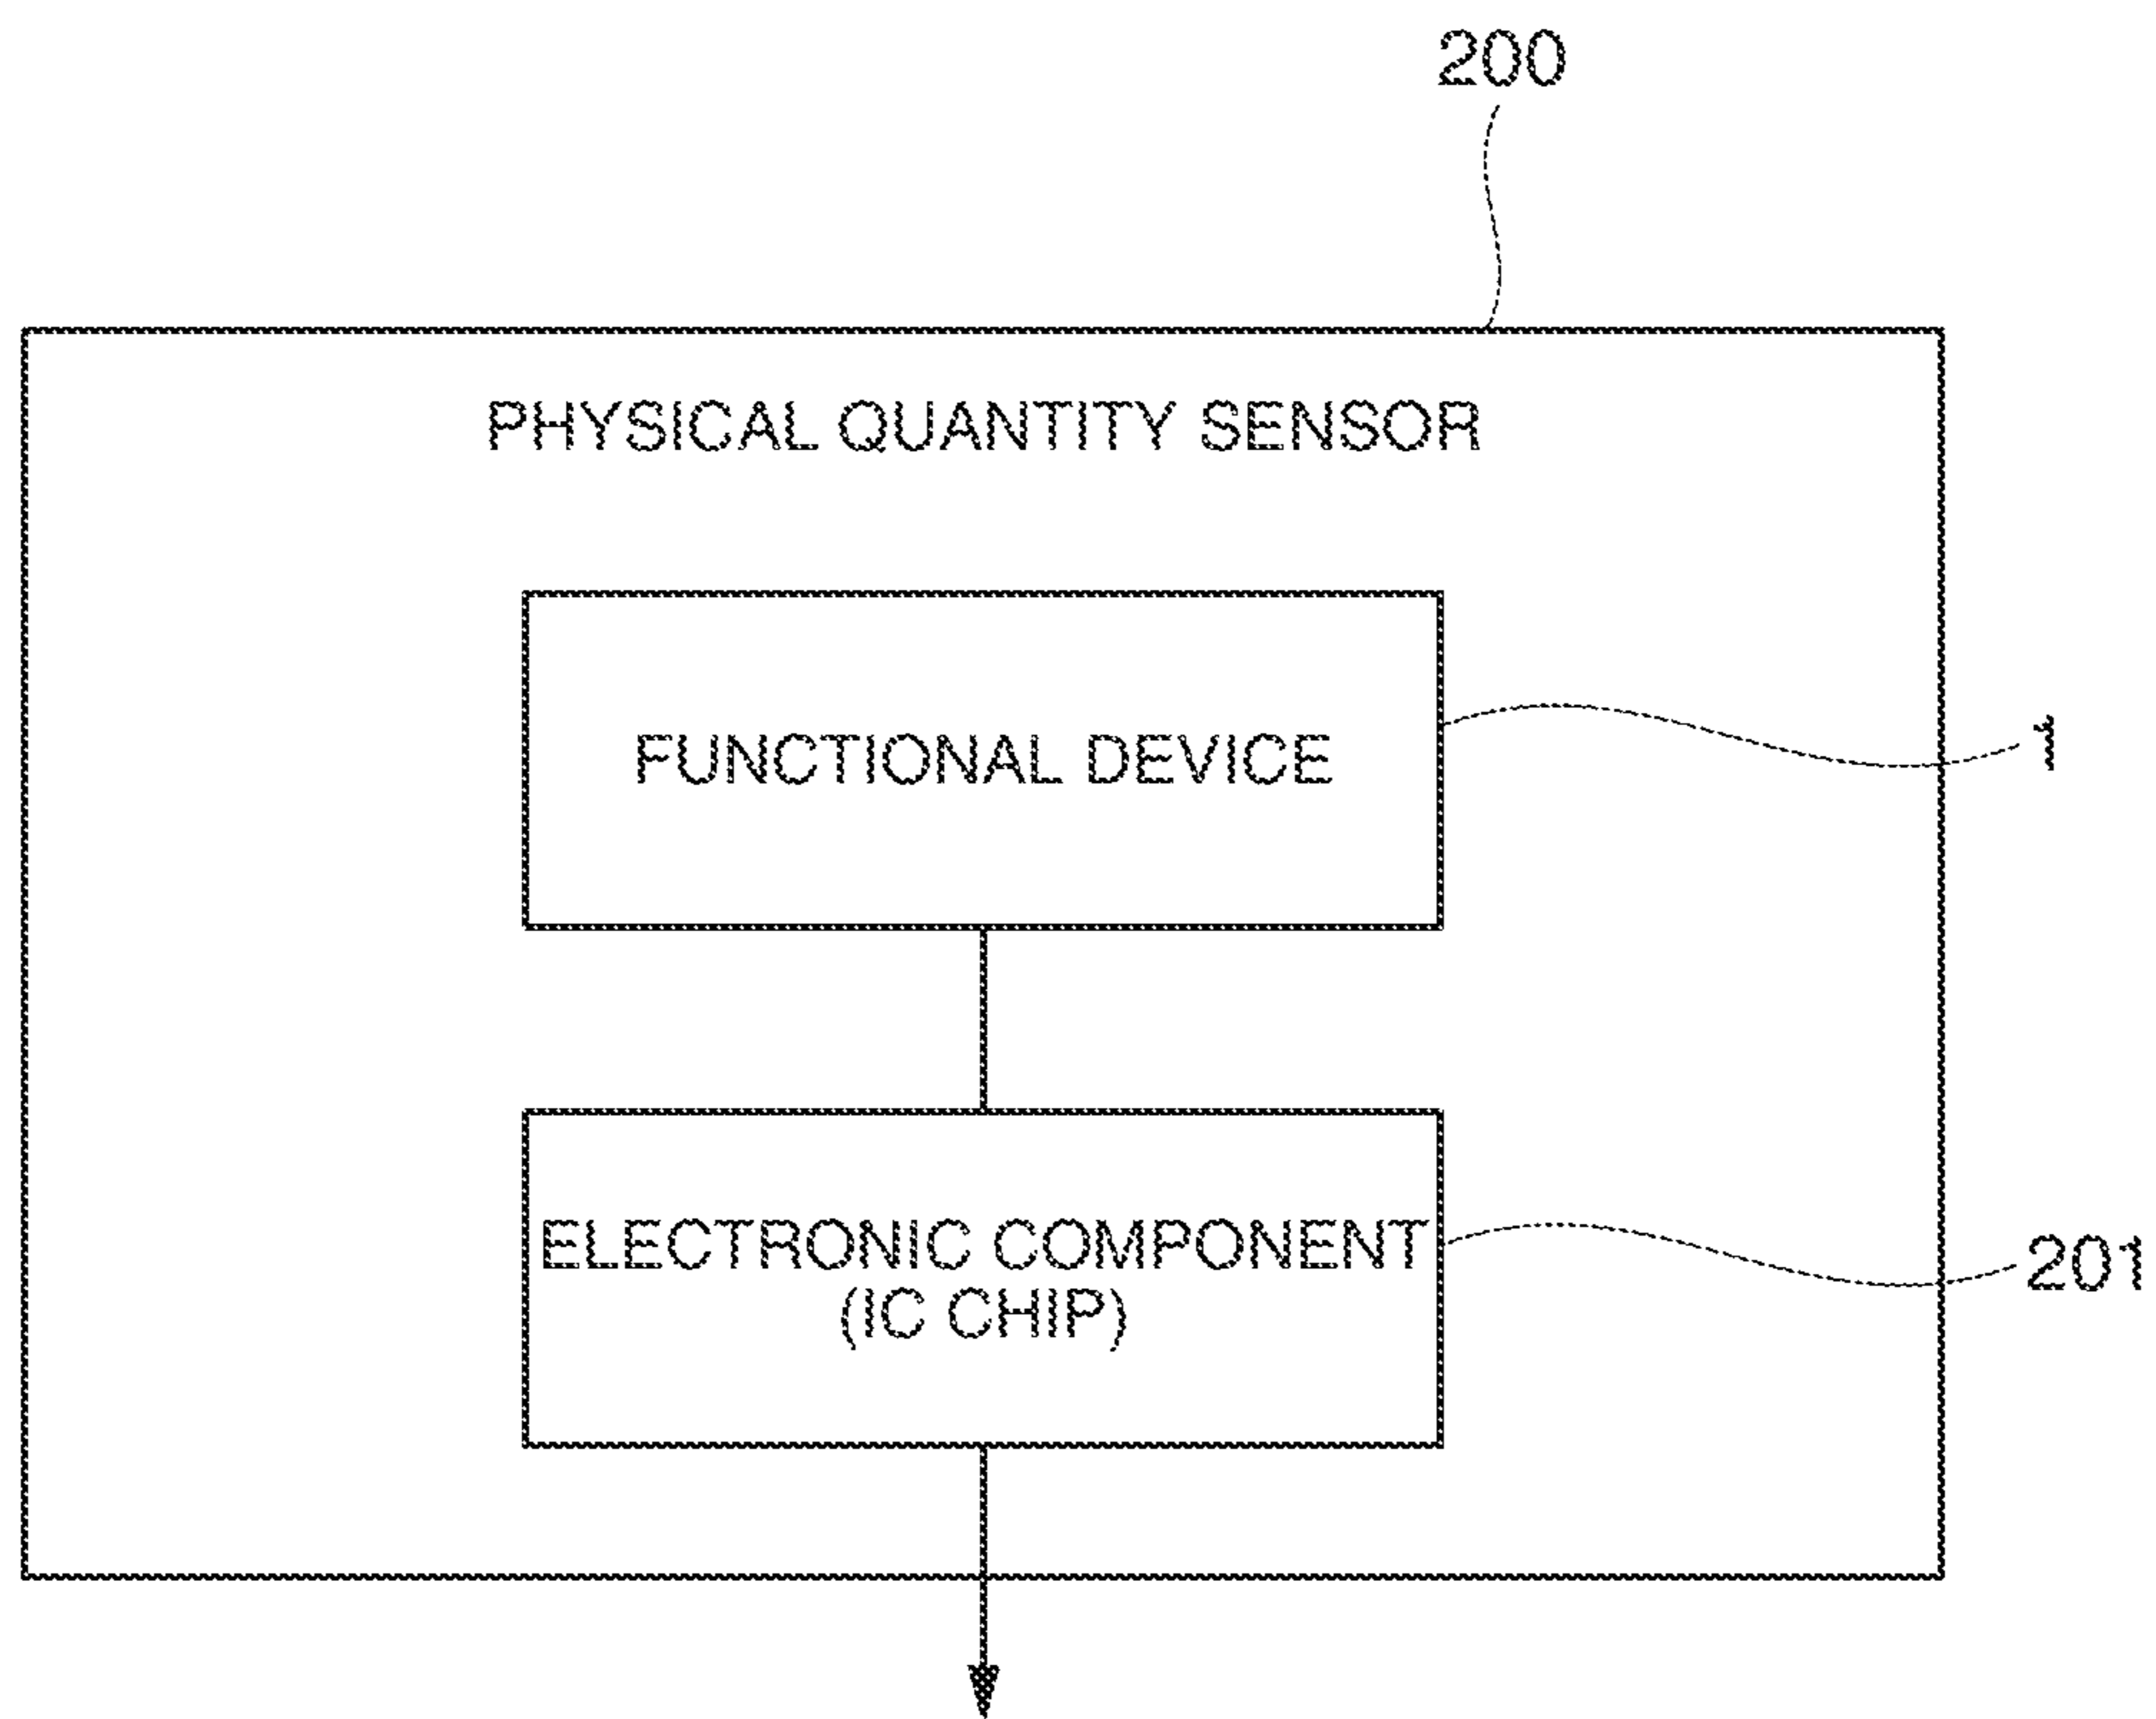 200
PHYSICAL QUANTITY SENSOR
FUNCTIONAL DEVICE
1
ELECTRONIC COMPONENT
(IC CHIP)
201